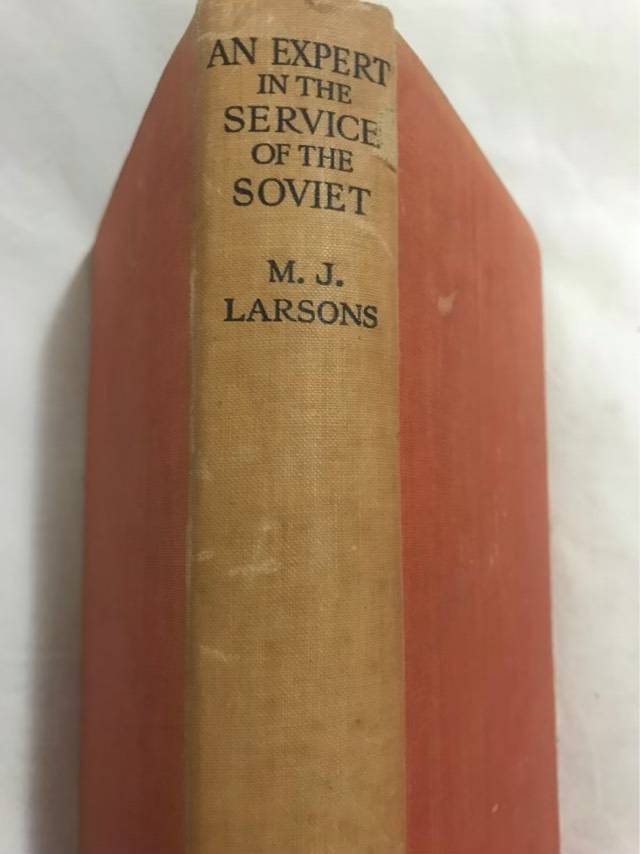 AN EXPERT
IN THE
SERVICE
OF THE
SOVIET
M. J.
LARSONS